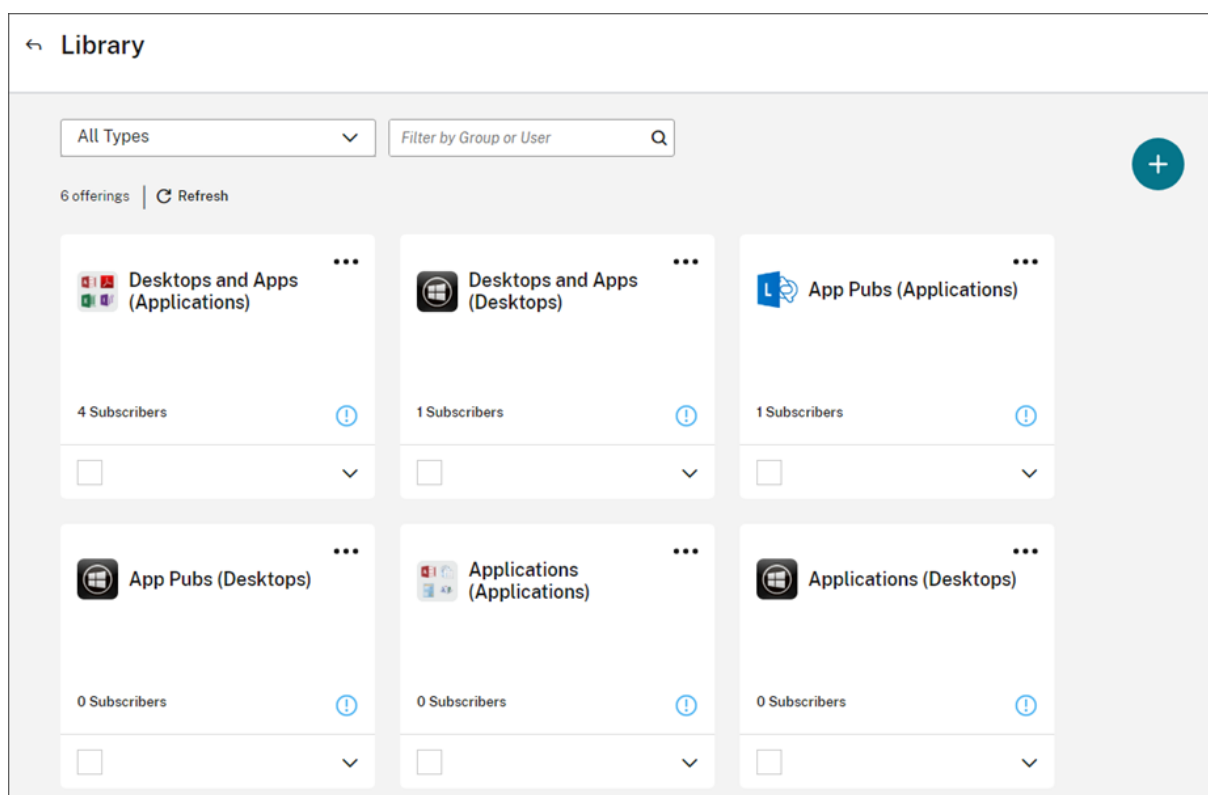 Library
All Types
Filter by Group or User
6 offerings
Refresh
Desktops and Apps
(Applications)
4 Subscribers
Desktops and Apps
(Desktops)
1 Subscribers
App Pubs (Applications)
1 Subscribers
App Pubs (Desktops)
0 Subscribers
Applications
(Applications)
0 Subscribers
Applications (Desktops)
0 Subscribers